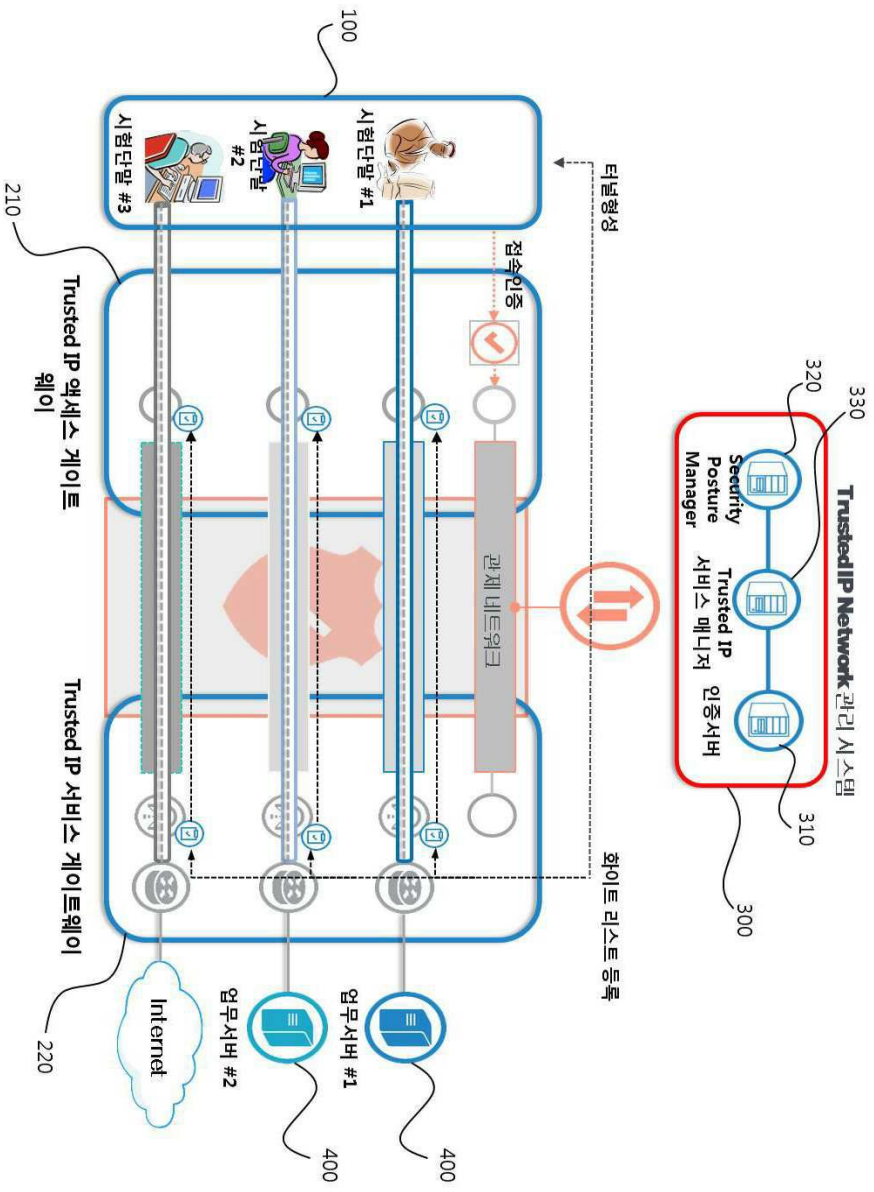 Trusted IP Network 관리 시스템
320
330
310
300
Security
Posture
Manager
Trusted IP
서비스 매니저
인증서버
터널형성
화이트 리스트 등록
100
접속인증
관제 네트워크
시험단말 #1
시험단말
#2
시험단말 #3
업무서버 #1
400
업무서버 #2
400
Internet
210
Trusted IP 액세스 게이트
웨이
Trusted IP 서비스 게이트웨이
220